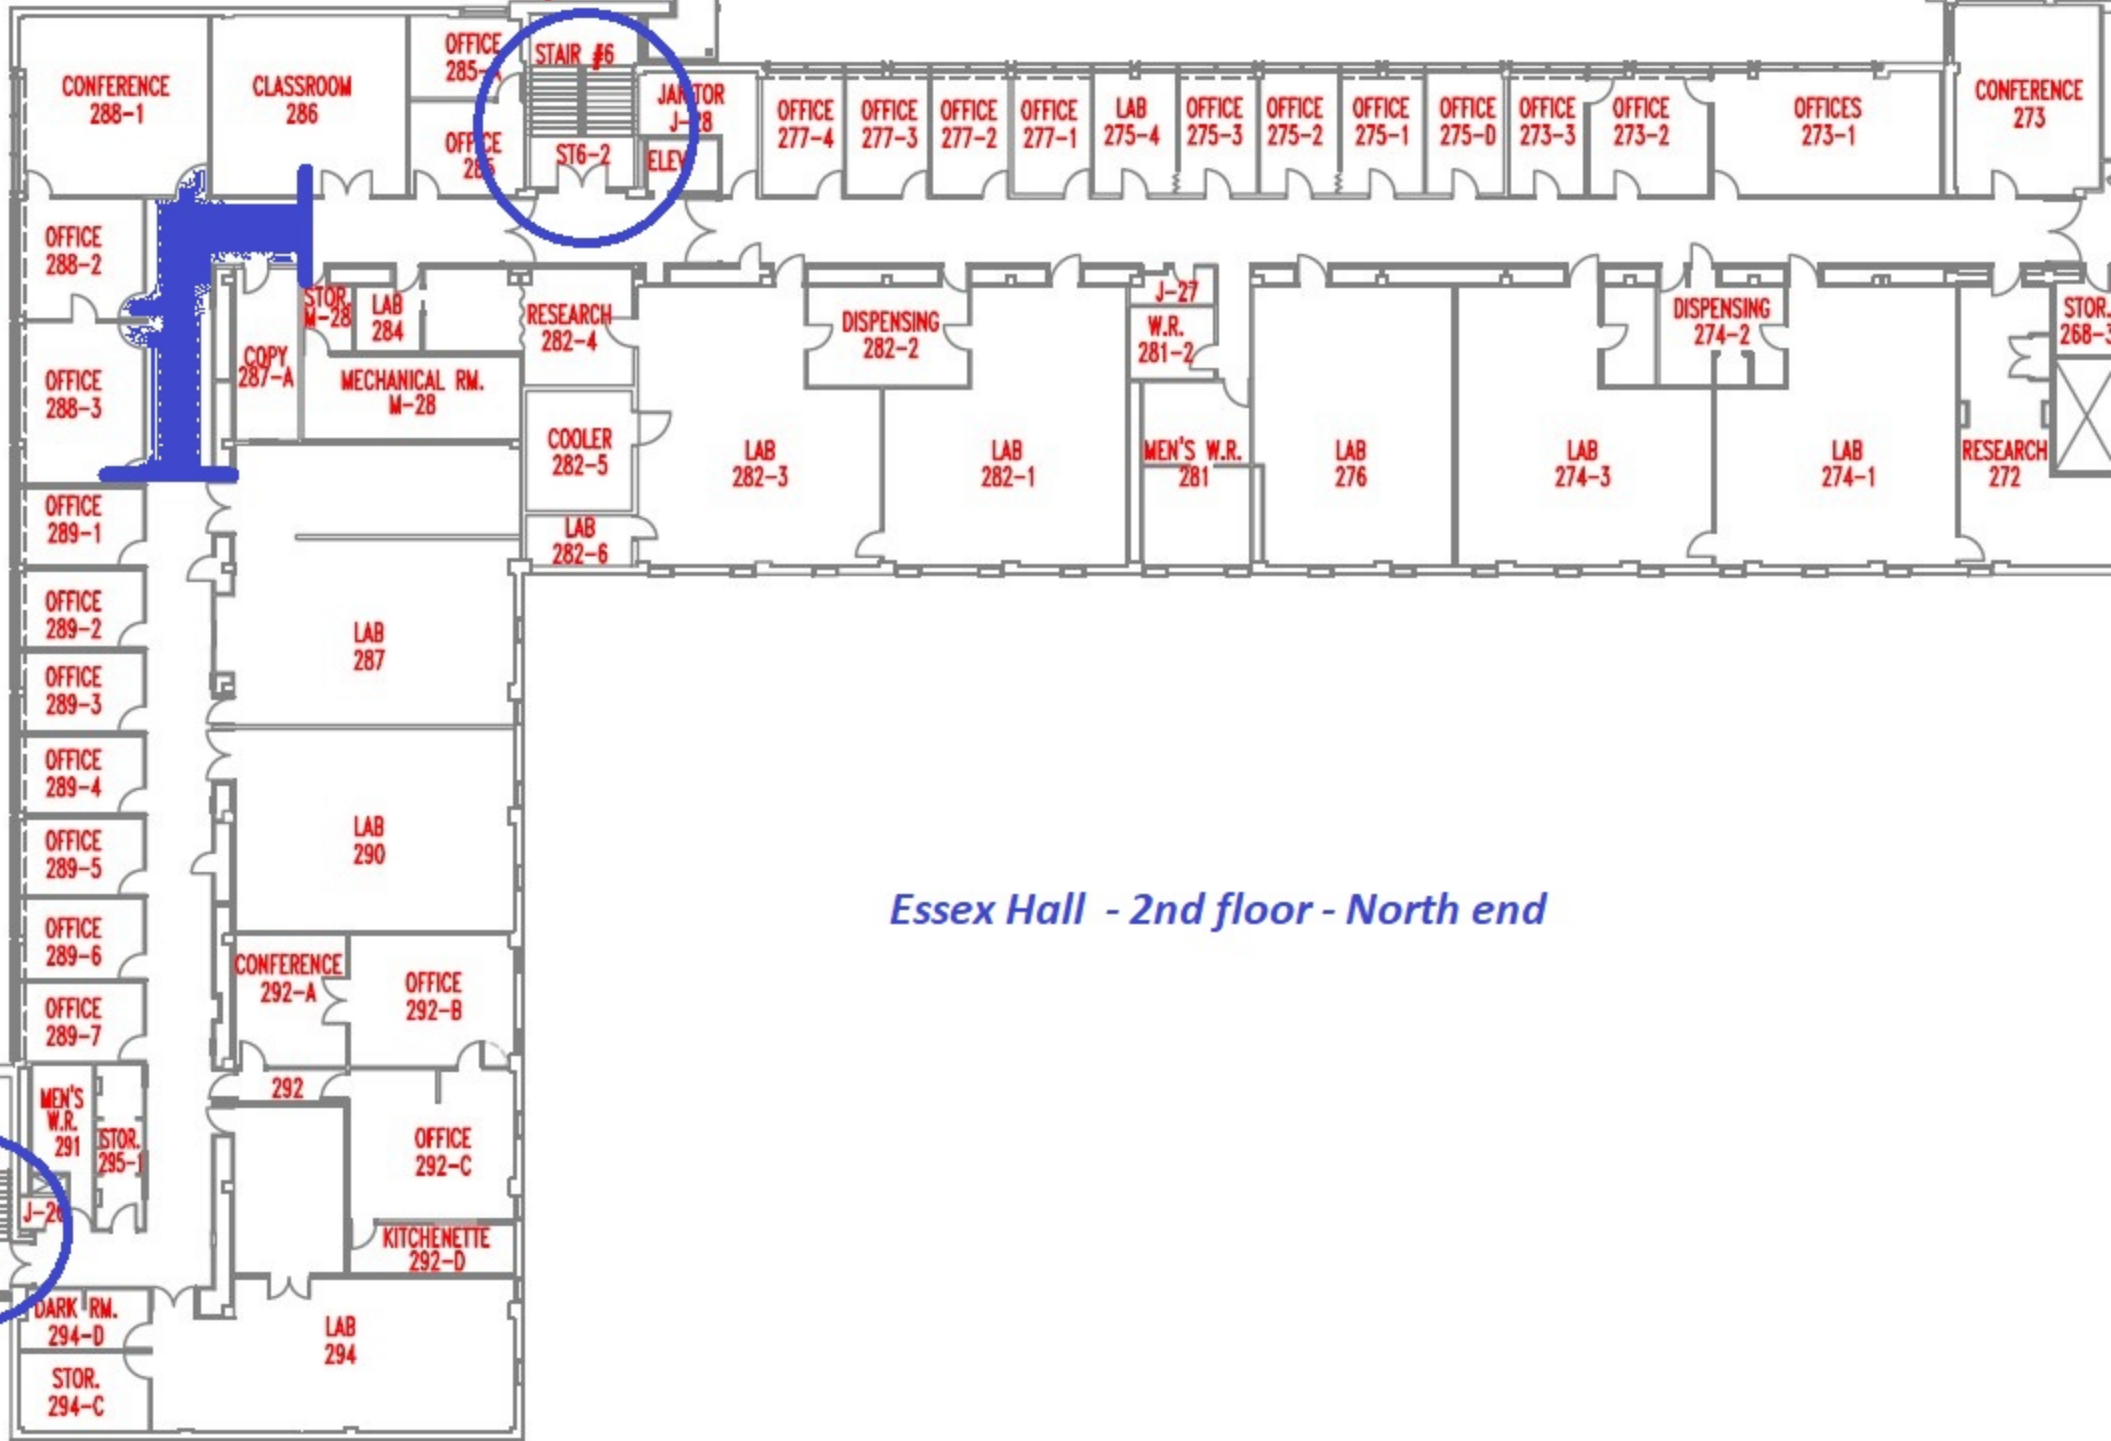 CONFERENCE
288-1
CLASSROOM
286
OFFICE
285-A
OFFICE
285
STAIR #6
ST6-2
JANITOR
J-28
ELEV
OFFICE
277-4
OFFICE
277-3
OFFICE
277-2
OFFICE
277-1
LAB
275-4
OFFICE
275-3
OFFICE
275-2
OFFICE
275-1
OFFICE
275-D
OFFICE
273-3
OFFICE
273-2
OFFICES
273-1
CONFERENCE
273
OFFICE
288-2
OFFICE
288-3
COPY
287-A
STOR.
M-28
LAB
284
MECHANICAL RM.
M-28
RESEARCH
282-4
COOLER
282-5
LAB
282-6
LAB
282-3
DISPENSING
282-2
LAB
282-1
J-27
W.R.
281-2
MEN'S W.R.
281
LAB
276
LAB
274-3
DISPENSING
274-2
LAB
274-1
RESEARCH
272
STOR.
268-3
OFFICE
289-1
OFFICE
289-2
OFFICE
289-3
OFFICE
289-4
OFFICE
289-5
OFFICE
289-6
OFFICE
289-7
LAB
287
LAB
290
CONFERENCE
292-A
OFFICE
292-B
292
OFFICE
292-C
KITCHENETTE
292-D
MEN'S
W.R.
291
STOR.
295-1
DARK RM.
294-D
STOR.
294-C
LAB
294
Essex Hall - 2nd floor - North end